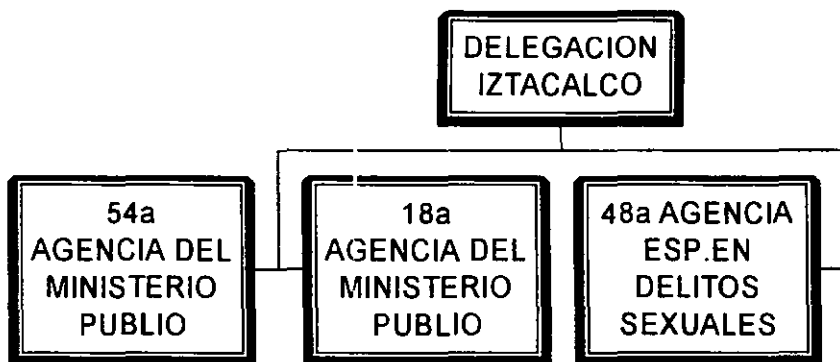 DELEGACION
IZTACALCO
54a
AGENCIA DEL
MINISTERIO
PUBLIO
18a
AGENCIA DEL
MINISTERIO
PUBLIO
48a AGENCIA
ESP.EN
DELITOS
SEXUALES